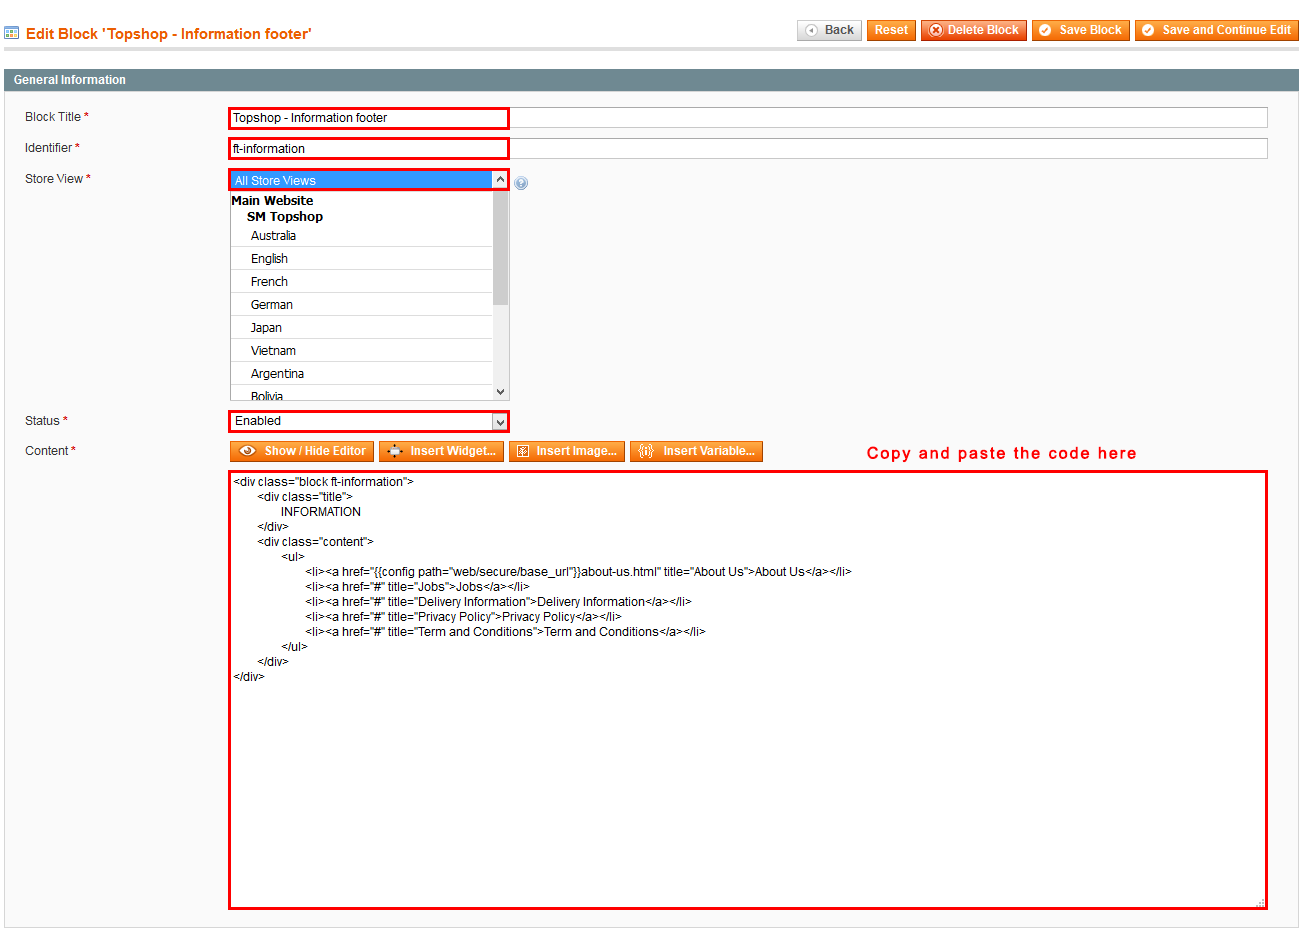 Edit Block 'Topshop - Information footer'
Back
Reset
Delete Block
Save Block
Save and Continue Edit
General Information
Block Title *
Topshop - Information footer
Identifier *
ft-information
Store View *
All Store Views
Main Website
SM Topshop
Australia
English
French
German
Japan
Vietnam
Argentina
Bolivia
Status *
Enabled
Content *
Show / Hide Editor
Insert Widget...
Insert Image...
Insert Variable...
Copy and paste the code here
<div class="block ft-information">
<div class="title">
INFORMATION
</div>
<div class="content">
<ul>
<li><a href="{{config path="web/secure/base_url"}}about-us.html" title="About Us">About Us</a></li>
<li><a href="#" title="Jobs">Jobs</a></li>
<li><a href="#" title="Delivery Information">Delivery Information</a></li>
<li><a href="#" title="Privacy Policy">Privacy Policy</a></li>
<li><a href="#" title="Term and Conditions">Term and Conditions</a></li>
</ul>
</div>
</div>